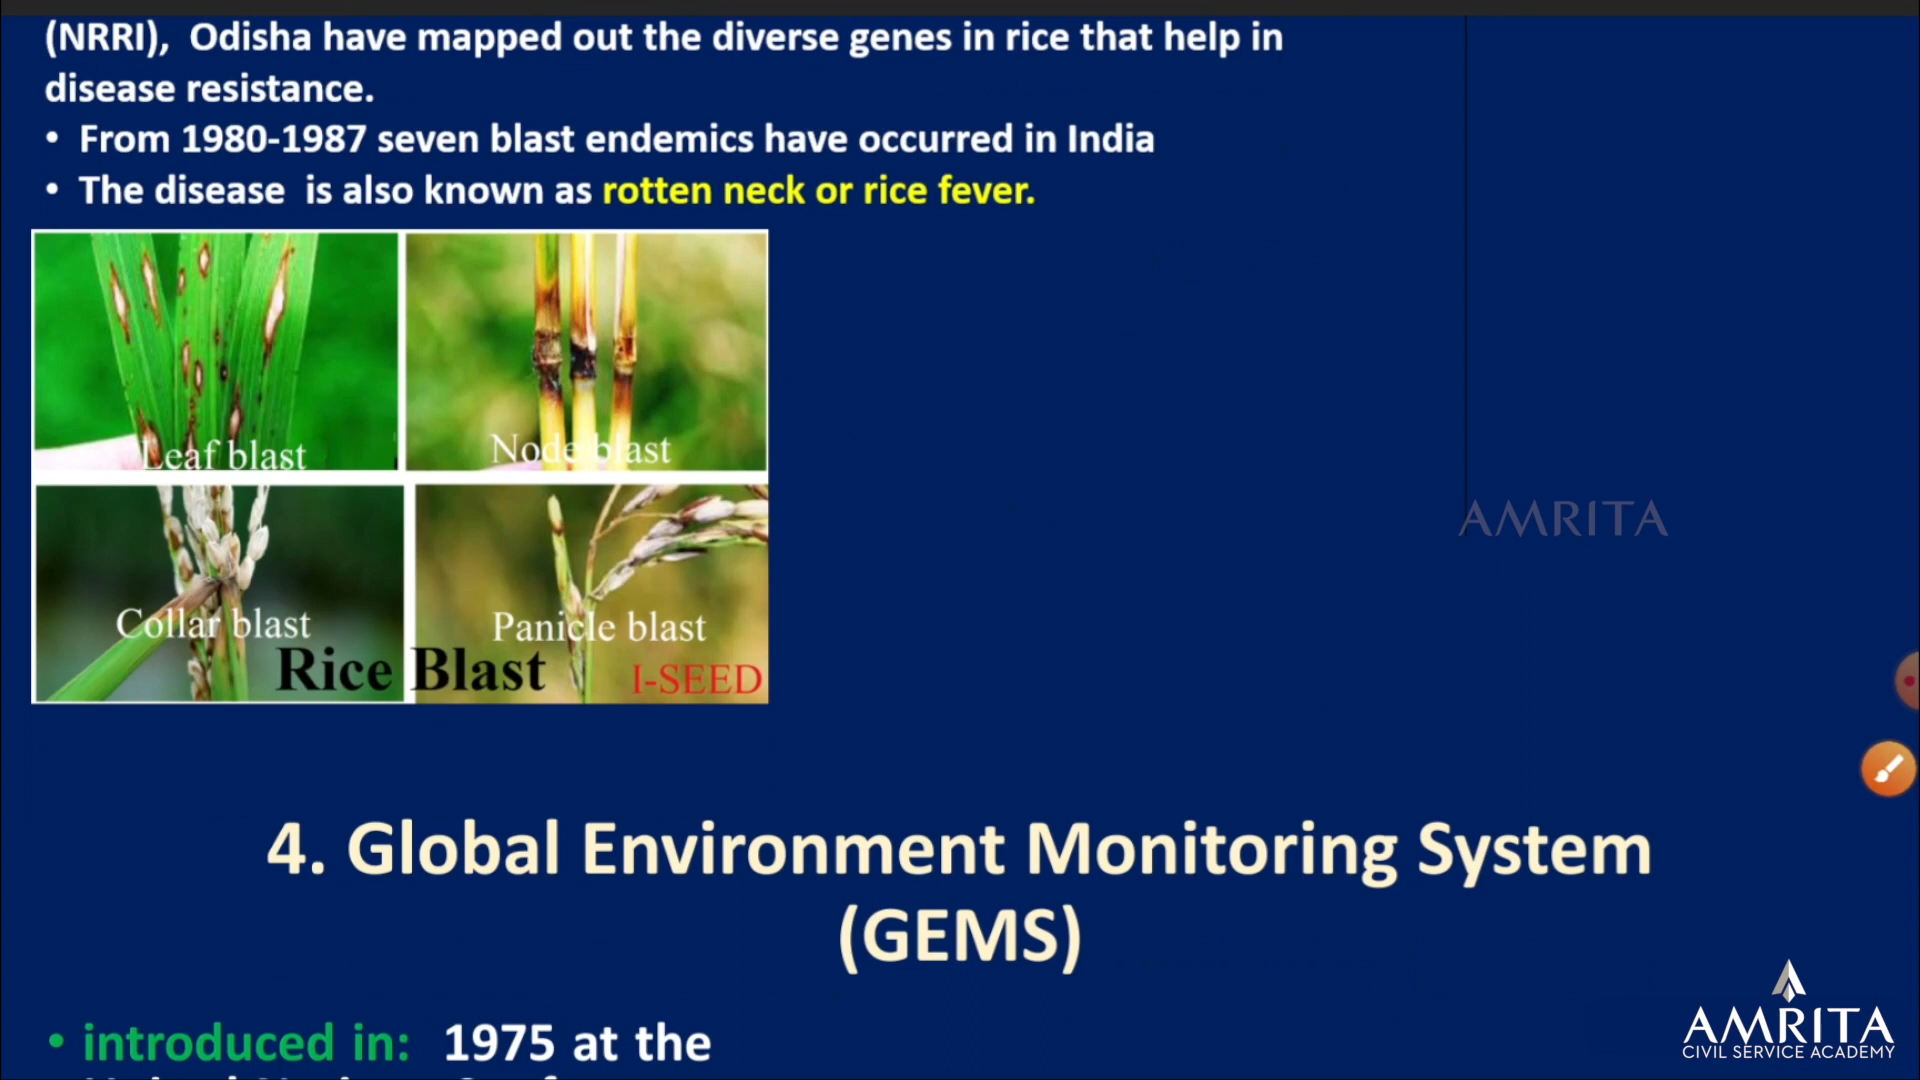 (NRRI), Odisha have mapped out the diverse genes in rice that help in
disease resistance.
• From 1980-1987 seven blast endemics have occurred in India
• The disease is also known as rotten neck or rice fever.
Leaf blast
Node blast
Collar blast
Panicle blast
Rice Blast
I-SEED
AMRITA
4. Global Environment Monitoring System
(GEMS)
• introduced in: 1975 at the
AMRITA
CIVIL SERVICE ACADEMY